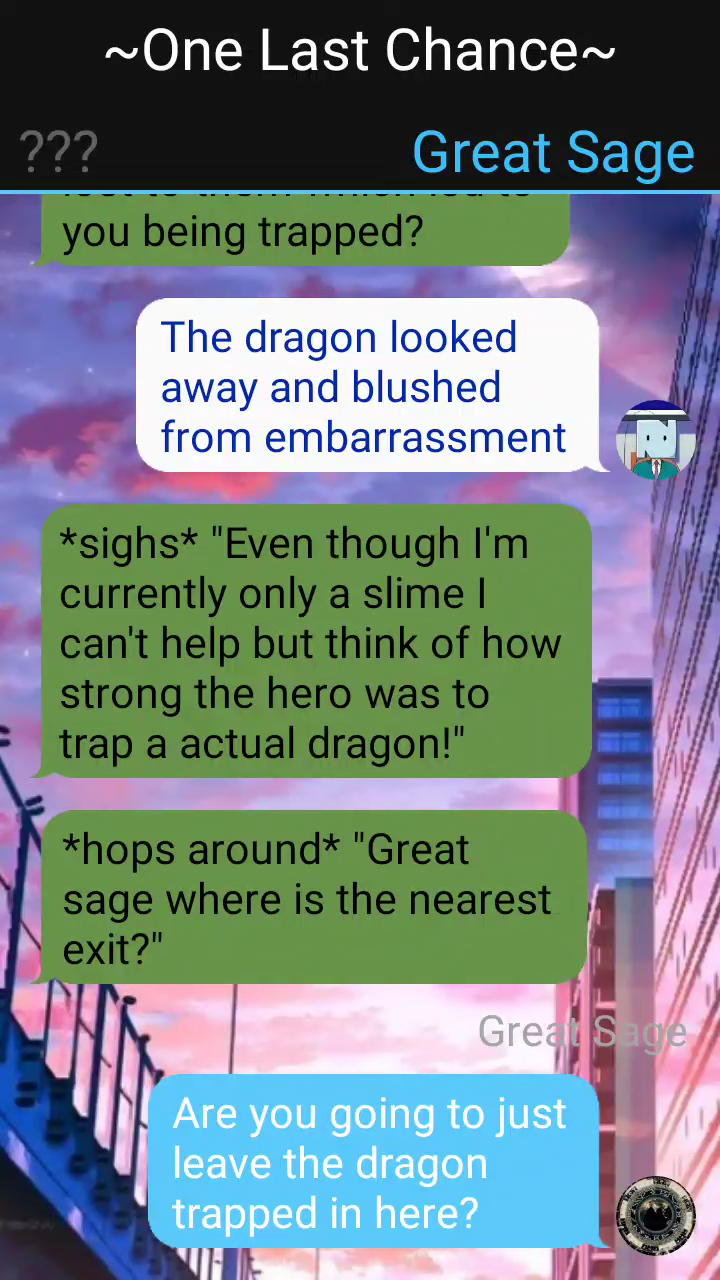 ~One Last Chance~
??? Great Sage
you being trapped?
The dragon looked
away and blushed
from embarrassment
*sighs* "Even though I'm
currently only a slime I
can't help but think of how
strong the hero was to
trap a actual dragon!"
*hops around* "Great
sage where is the nearest
exit?"
Great Sage
Are you going to just
leave the dragon
trapped in here?